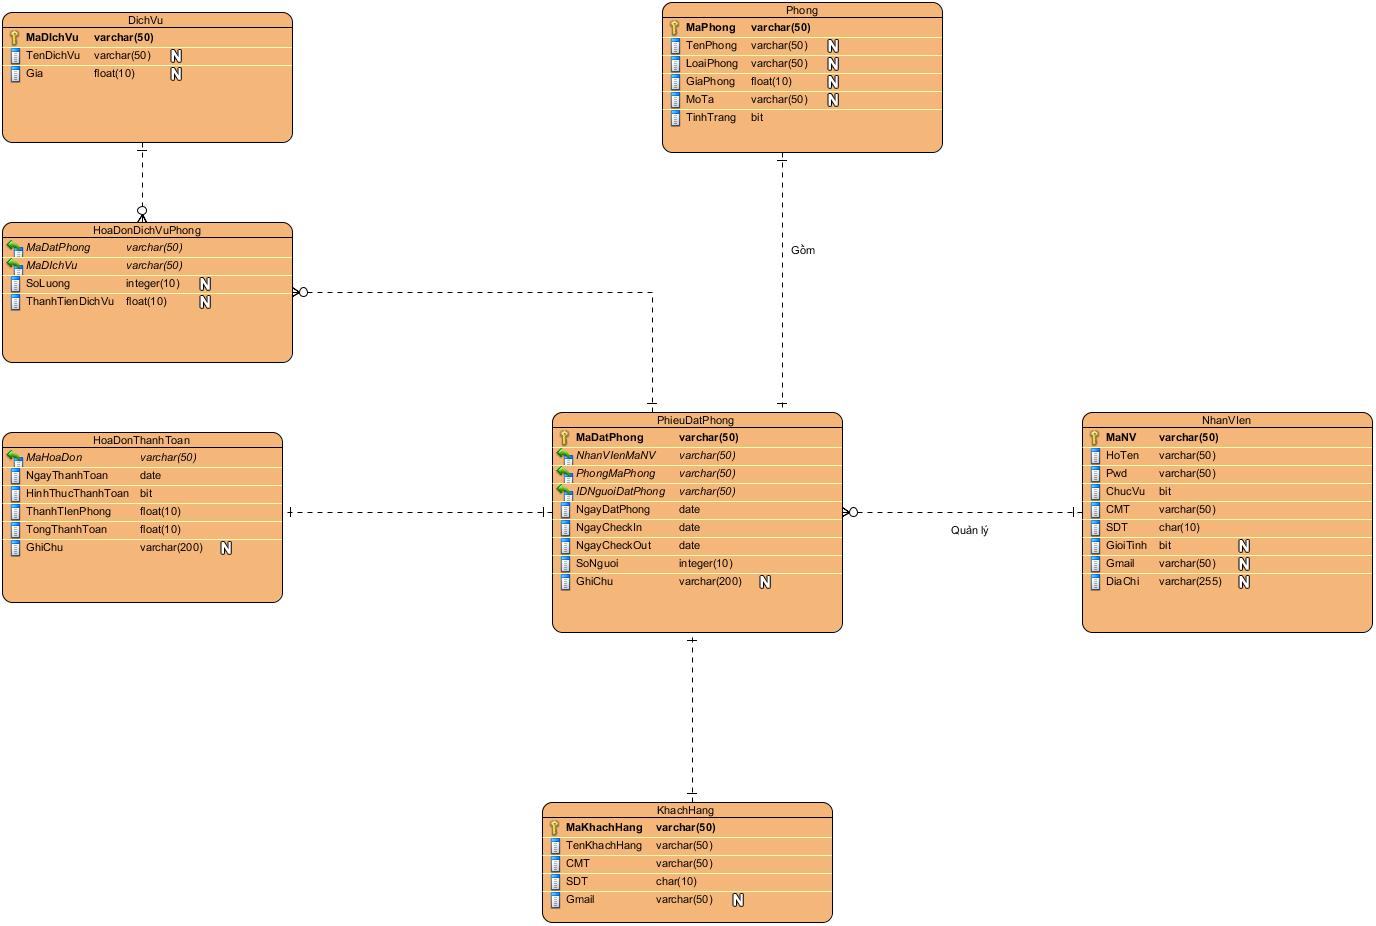 DichVu
MaDIchVu varchar(50)
TenDichVu varchar(50) N
Gia float(10) N
Phong
MaPhong varchar(50)
TenPhong varchar(50) N
LoaiPhong varchar(50) N
GiaPhong float(10) N
MoTa varchar(50) N
TinhTrang bit
HoaDonDichVuPhong
MaDatPhong varchar(50)
MaDIchVu varchar(50)
SoLuong integer(10) N
ThanhTienDichVu float(10) N
Gồm
HoaDonThanhToan
MaHoaDon varchar(50)
NgayThanhToan date
HinhThucThanhToan bit
ThanhTIenPhong float(10)
TongThanhToan float(10)
GhiChu varchar(200) N
PhieuDatPhong
MaDatPhong varchar(50)
NhanVIenMaNV varchar(50)
PhongMaPhong varchar(50)
IDNguoiDatPhong varchar(50)
NgayDatPhong date
NgayCheckIn date
NgayCheckOut date
SoNguoi integer(10)
GhiChu varchar(200) N
Quản lý
NhanVIen
MaNV varchar(50)
HoTen varchar(50)
Pwd varchar(50)
ChucVu bit
CMT varchar(50)
SDT char(10)
GioiTinh bit N
Gmail varchar(50) N
DiaChi varchar(255) N
KhachHang
MaKhachHang varchar(50)
TenKhachHang varchar(50)
CMT varchar(50)
SDT char(10)
Gmail varchar(50) N